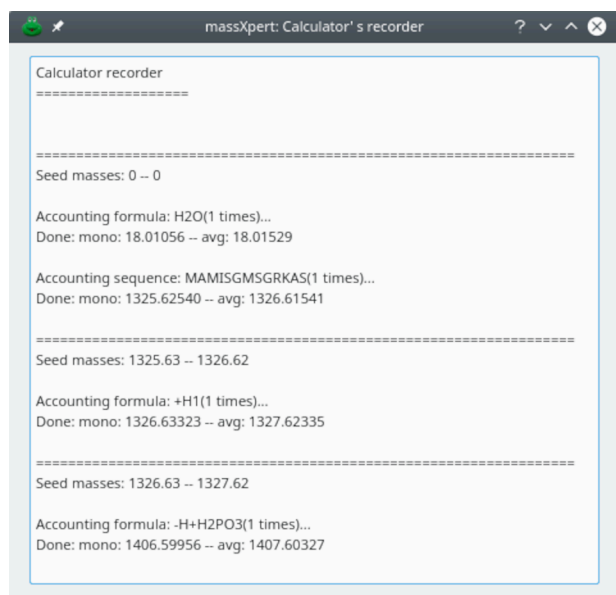 massXpert: Calculator' s recorder
Calculator recorder
===================
===================================================================
Seed masses: 0 -- 0
Accounting formula: H2O(1 times)...
Done: mono: 18.01056 -- avg: 18.01529
Accounting sequence: MAMISGMSGRKAS(1 times)...
Done: mono: 1325.62540 -- avg: 1326.61541
===================================================================
Seed masses: 1325.63 -- 1326.62
Accounting formula: +H1(1 times)...
Done: mono: 1326.63323 -- avg: 1327.62335
===================================================================
Seed masses: 1326.63 -- 1327.62
Accounting formula: -H+H2PO3(1 times)...
Done: mono: 1406.59956 -- avg: 1407.60327